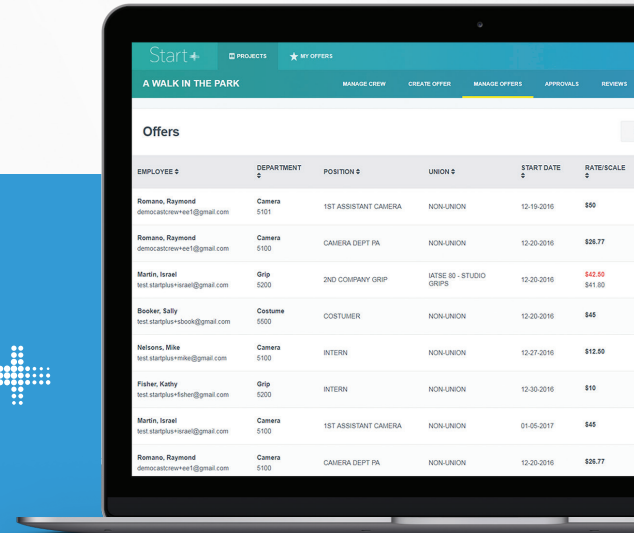 Start+ PROJECTS MY OFFERS
A WALK IN THE PARK MANAGE CREW CREATE OFFER MANAGE OFFERS APPROVALS REVIEWS
Offers
EMPLOYEE DEPARTMENT POSITION UNION START DATE RATE/SCALE
Romano, Raymond Camera 1ST ASSISTANT CAMERA NON-UNION 12-19-2016 $50
democastcrew+ee1@gmail.com 5101
Romano, Raymond Camera CAMERA DEPT PA NON-UNION 12-20-2016 $26.77
democastcrew+ee1@gmail.com 5100
Martin, Israel Grip 2ND COMPANY GRIP IATSE 80 - STUDIO GRIPS 12-20-2016 $42.50
test.startplus+israel@gmail.com 5200 $41.80
Booker, Sally Costume COSTUMER NON-UNION 12-20-2016 $45
test.startplus+sbook@gmail.com 5500
Nelsons, Mike Camera INTERN NON-UNION 12-27-2016 $12.50
test.startplus+mike@gmail.com 5100
Fisher, Kathy Grip INTERN NON-UNION 12-30-2016 $10
test.startplus+fisher@gmail.com 5200
Martin, Israel Camera 1ST ASSISTANT CAMERA NON-UNION 01-05-2017 $45
test.startplus+israel@gmail.com 5100
Romano, Raymond Camera CAMERA DEPT PA NON-UNION 12-20-2016 $26.77
democastcrew+ee1@gmail.com 5100